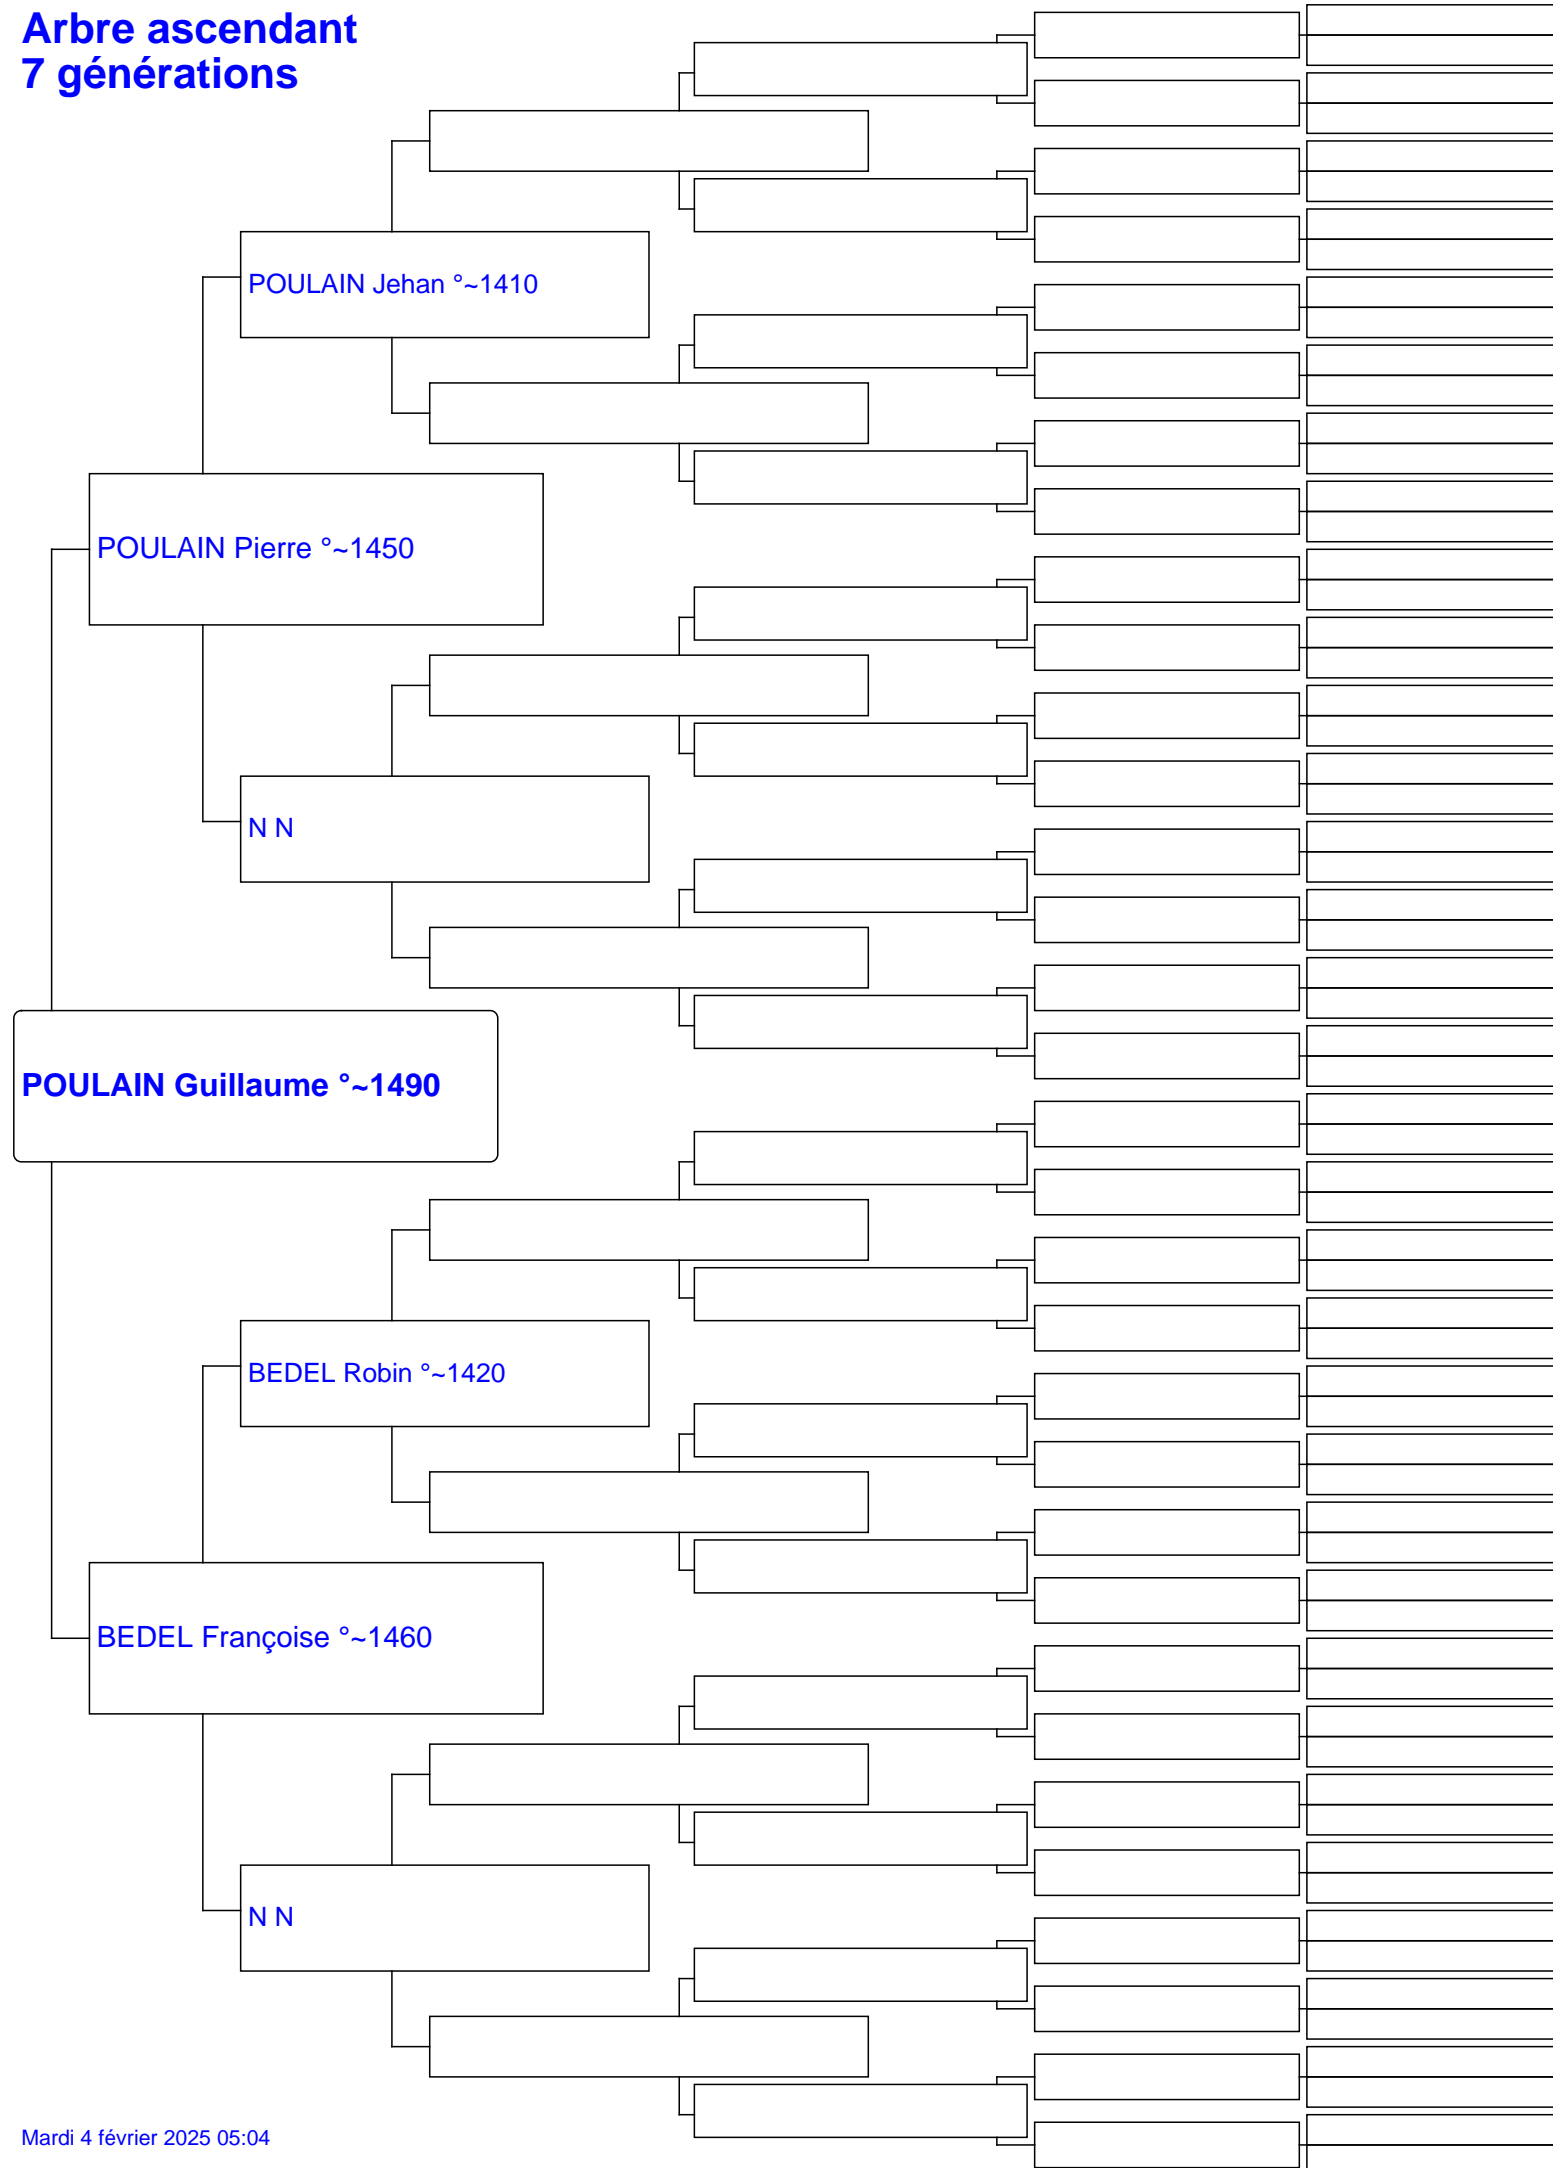 Arbre ascendant
7 générations
POULAIN Jehan °~1410
POULAIN Pierre °~1450
N N
POULAIN Guillaume °~1490
BEDEL Robin °~1420
BEDEL Françoise °~1460
N N
Mardi 4 février 2025 05:04